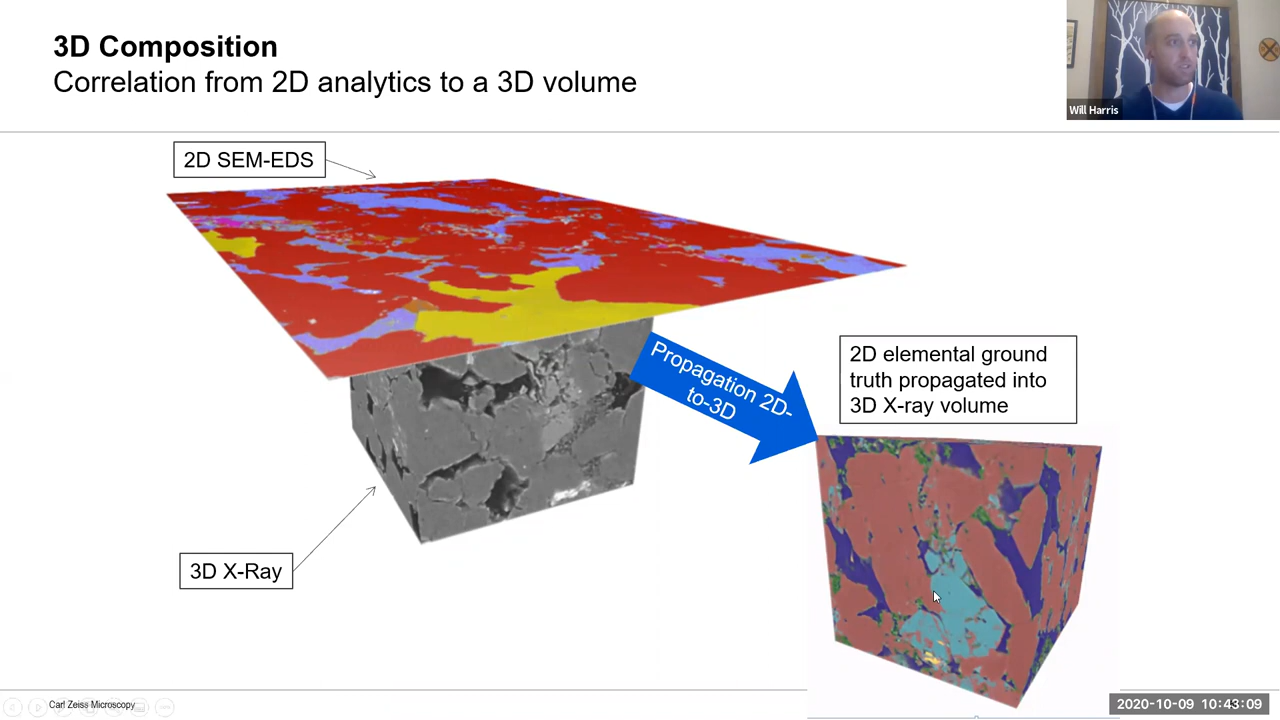 3D Composition
Correlation from 2D analytics to a 3D volume
Will Harris
2D SEM-EDS
Propagation 2D-
to-3D
2D elemental ground
truth propagated into
3D X-ray volume
3D X-Ray
Carl Zeiss Microscopy
2020-10-09 10:43:09